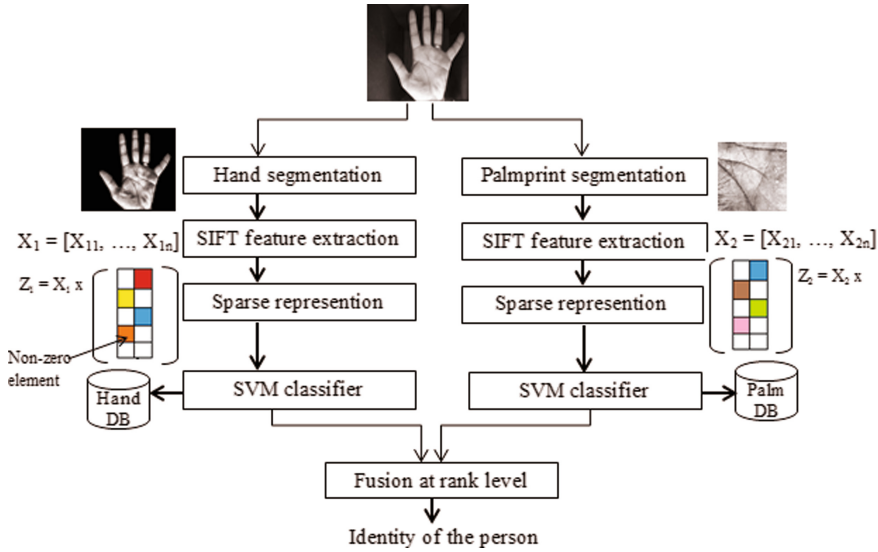 Hand segmentation
Palmprint segmentation
X₁ = [X₁₁, …, X₁ₙ]
SIFT feature extraction
SIFT feature extraction
X₂ = [X₂₁, …, X₂ₙ]
Z₁ = X₁ x
Sparse represention
Sparse represention
Z₂ = X₂ x
Non-zero
element
Hand
DB
SVM classifier
SVM classifier
Palm
DB
Fusion at rank level
Identity of the person